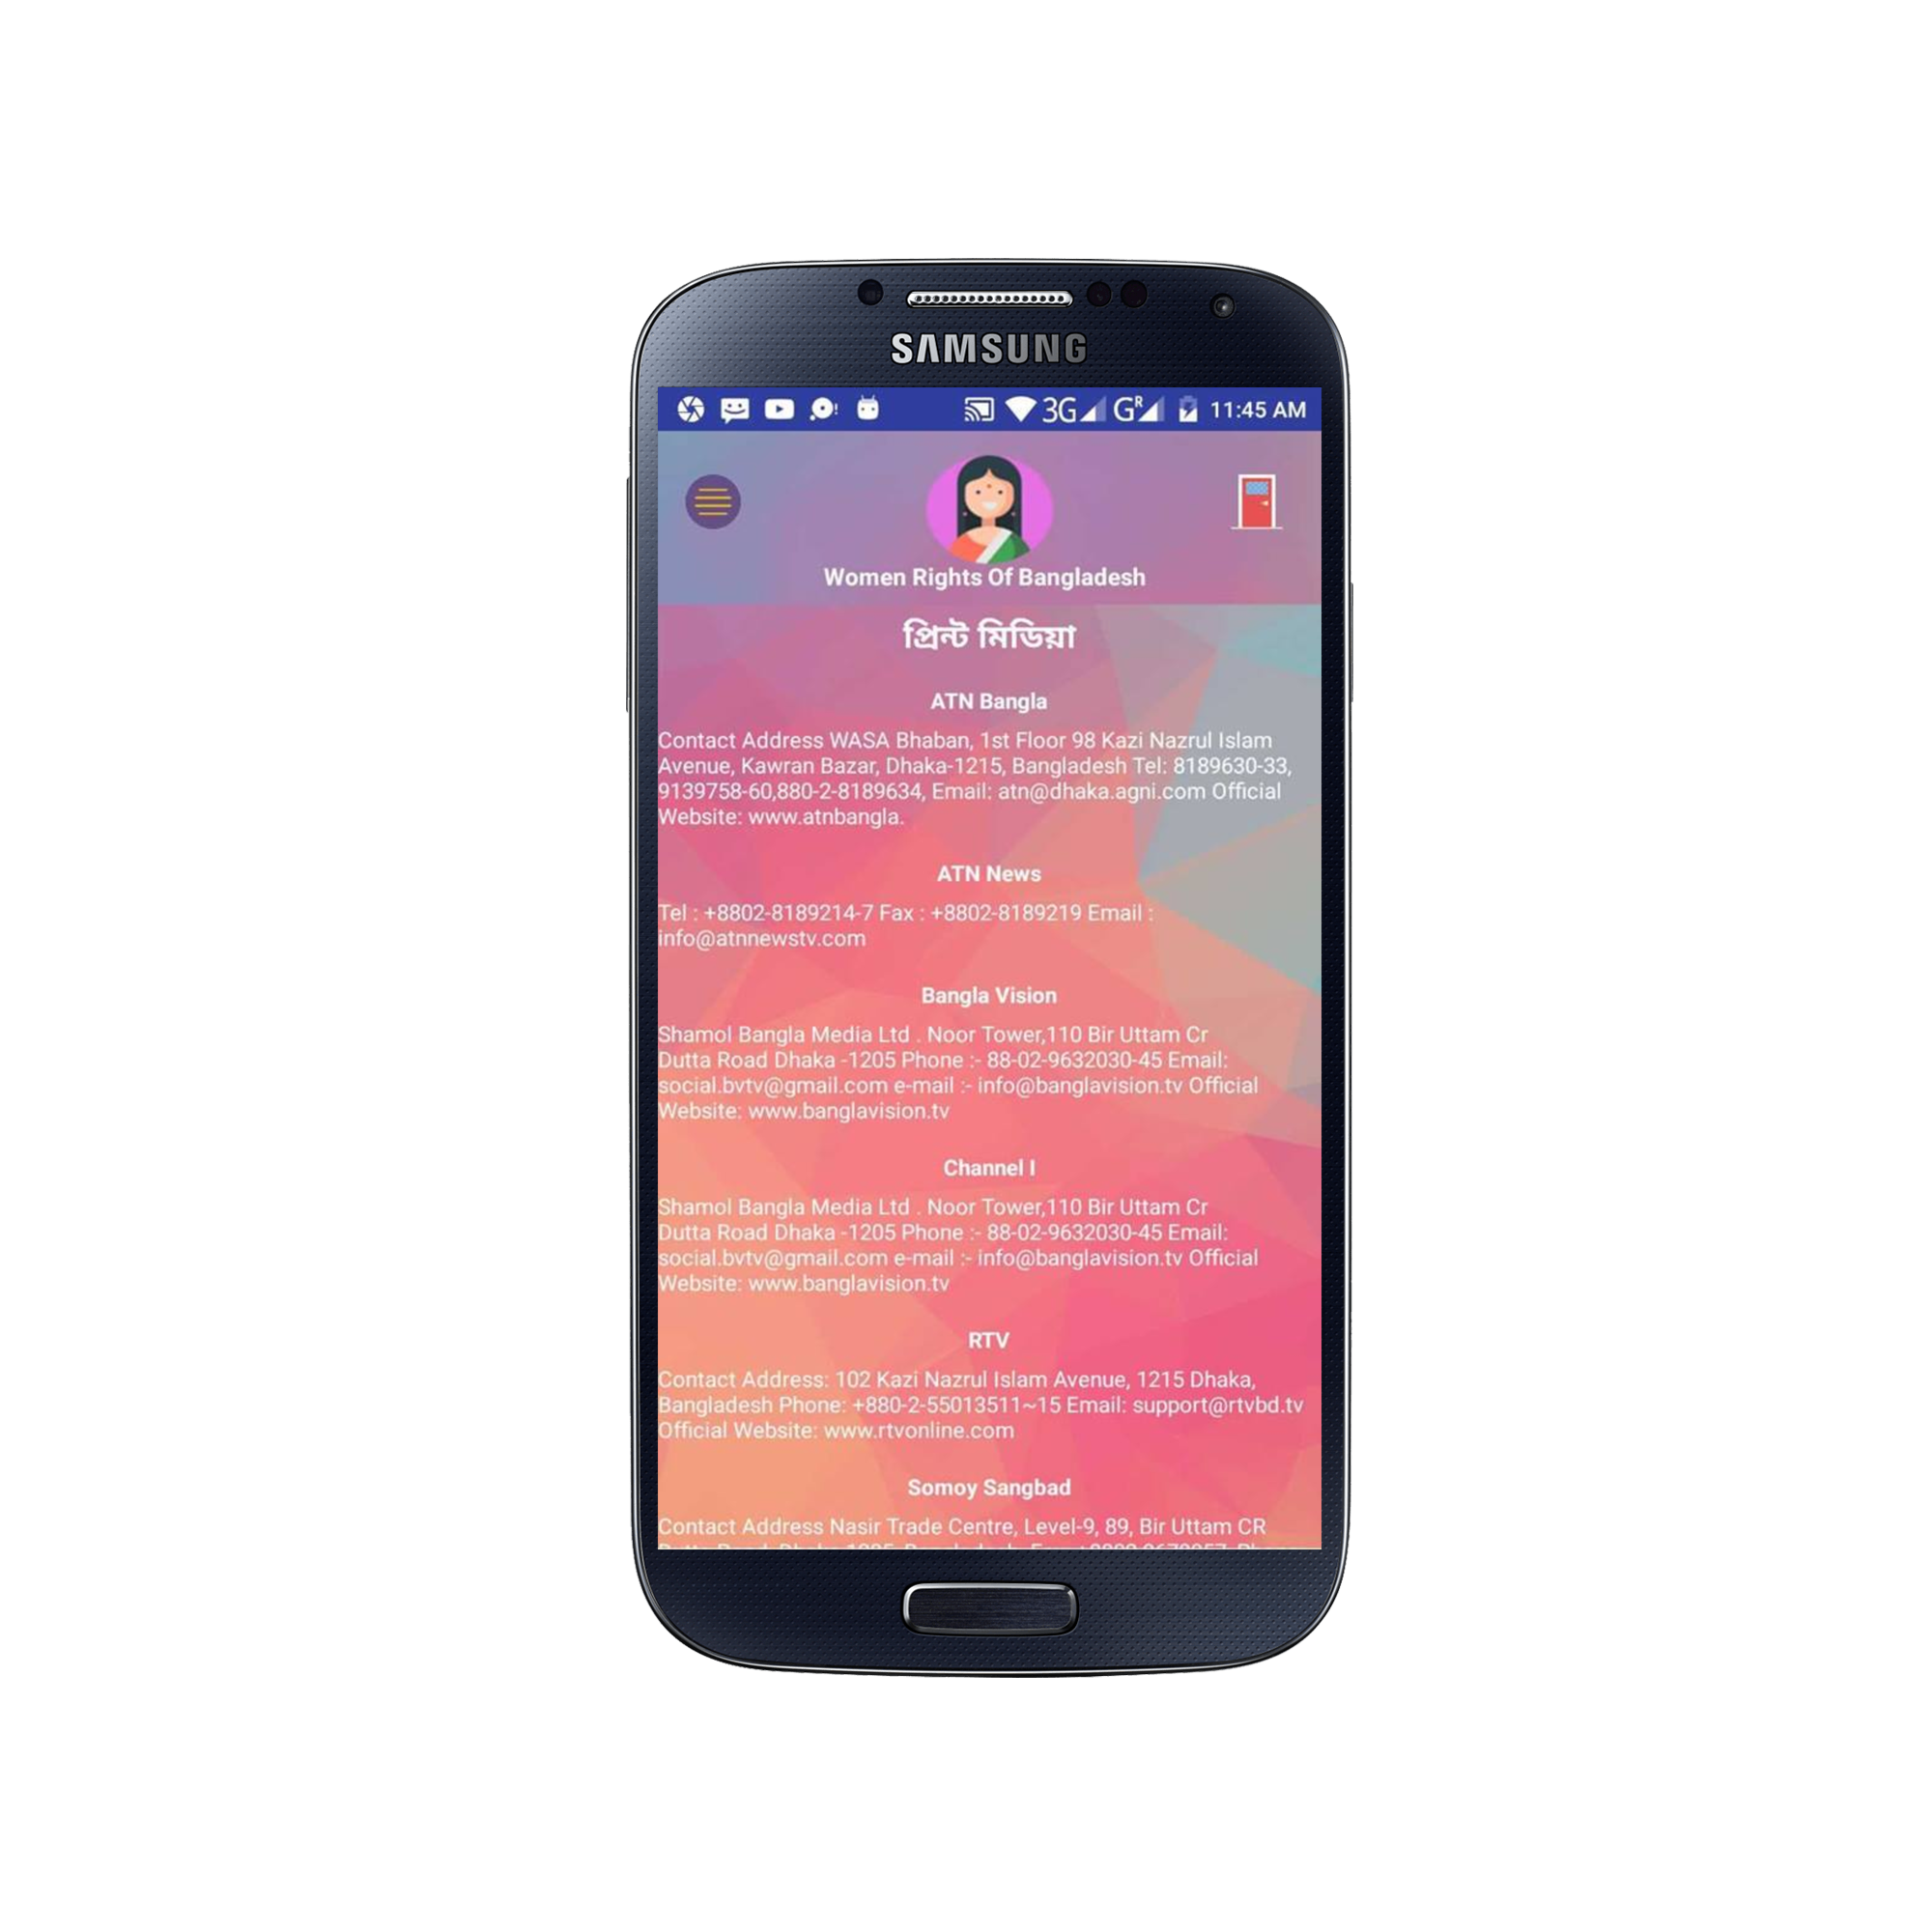 SAMSUNG
3G G R 11:45 AM
Women Rights Of Bangladesh
প্রিন্ট মিডিয়া
ATN Bangla
Contact Address WASA Bhaban, 1st Floor 98 Kazi Nazrul Islam
Avenue, Kawran Bazar, Dhaka-1215, Bangladesh Tel: 8189630-33,
9139758-60,880-2-8189634, Email: atn@dhaka.agni.com Official
Website: www.atnbangla.
ATN News
Tel : +8802-8189214-7 Fax : +8802-8189219 Email :
info@atnnewstv.com
Bangla Vision
Shamol Bangla Media Ltd . Noor Tower,110 Bir Uttam Cr
Dutta Road Dhaka -1205 Phone :- 88-02-9632030-45 Email:
social.bvtv@gmail.com e-mail :- info@banglavision.tv Official
Website: www.banglavision.tv
Channel I
Shamol Bangla Media Ltd . Noor Tower,110 Bir Uttam Cr
Dutta Road Dhaka -1205 Phone :- 88-02-9632030-45 Email:
social.bvtv@gmail.com e-mail :- info@banglavision.tv Official
Website: www.banglavision.tv
RTV
Contact Address: 102 Kazi Nazrul Islam Avenue, 1215 Dhaka,
Bangladesh Phone: +880-2-55013511~15 Email: support@rtvbd.tv
Official Website: www.rtvonline.com
Somoy Sangbad
Contact Address Nasir Trade Centre, Level-9, 89, Bir Uttam CR